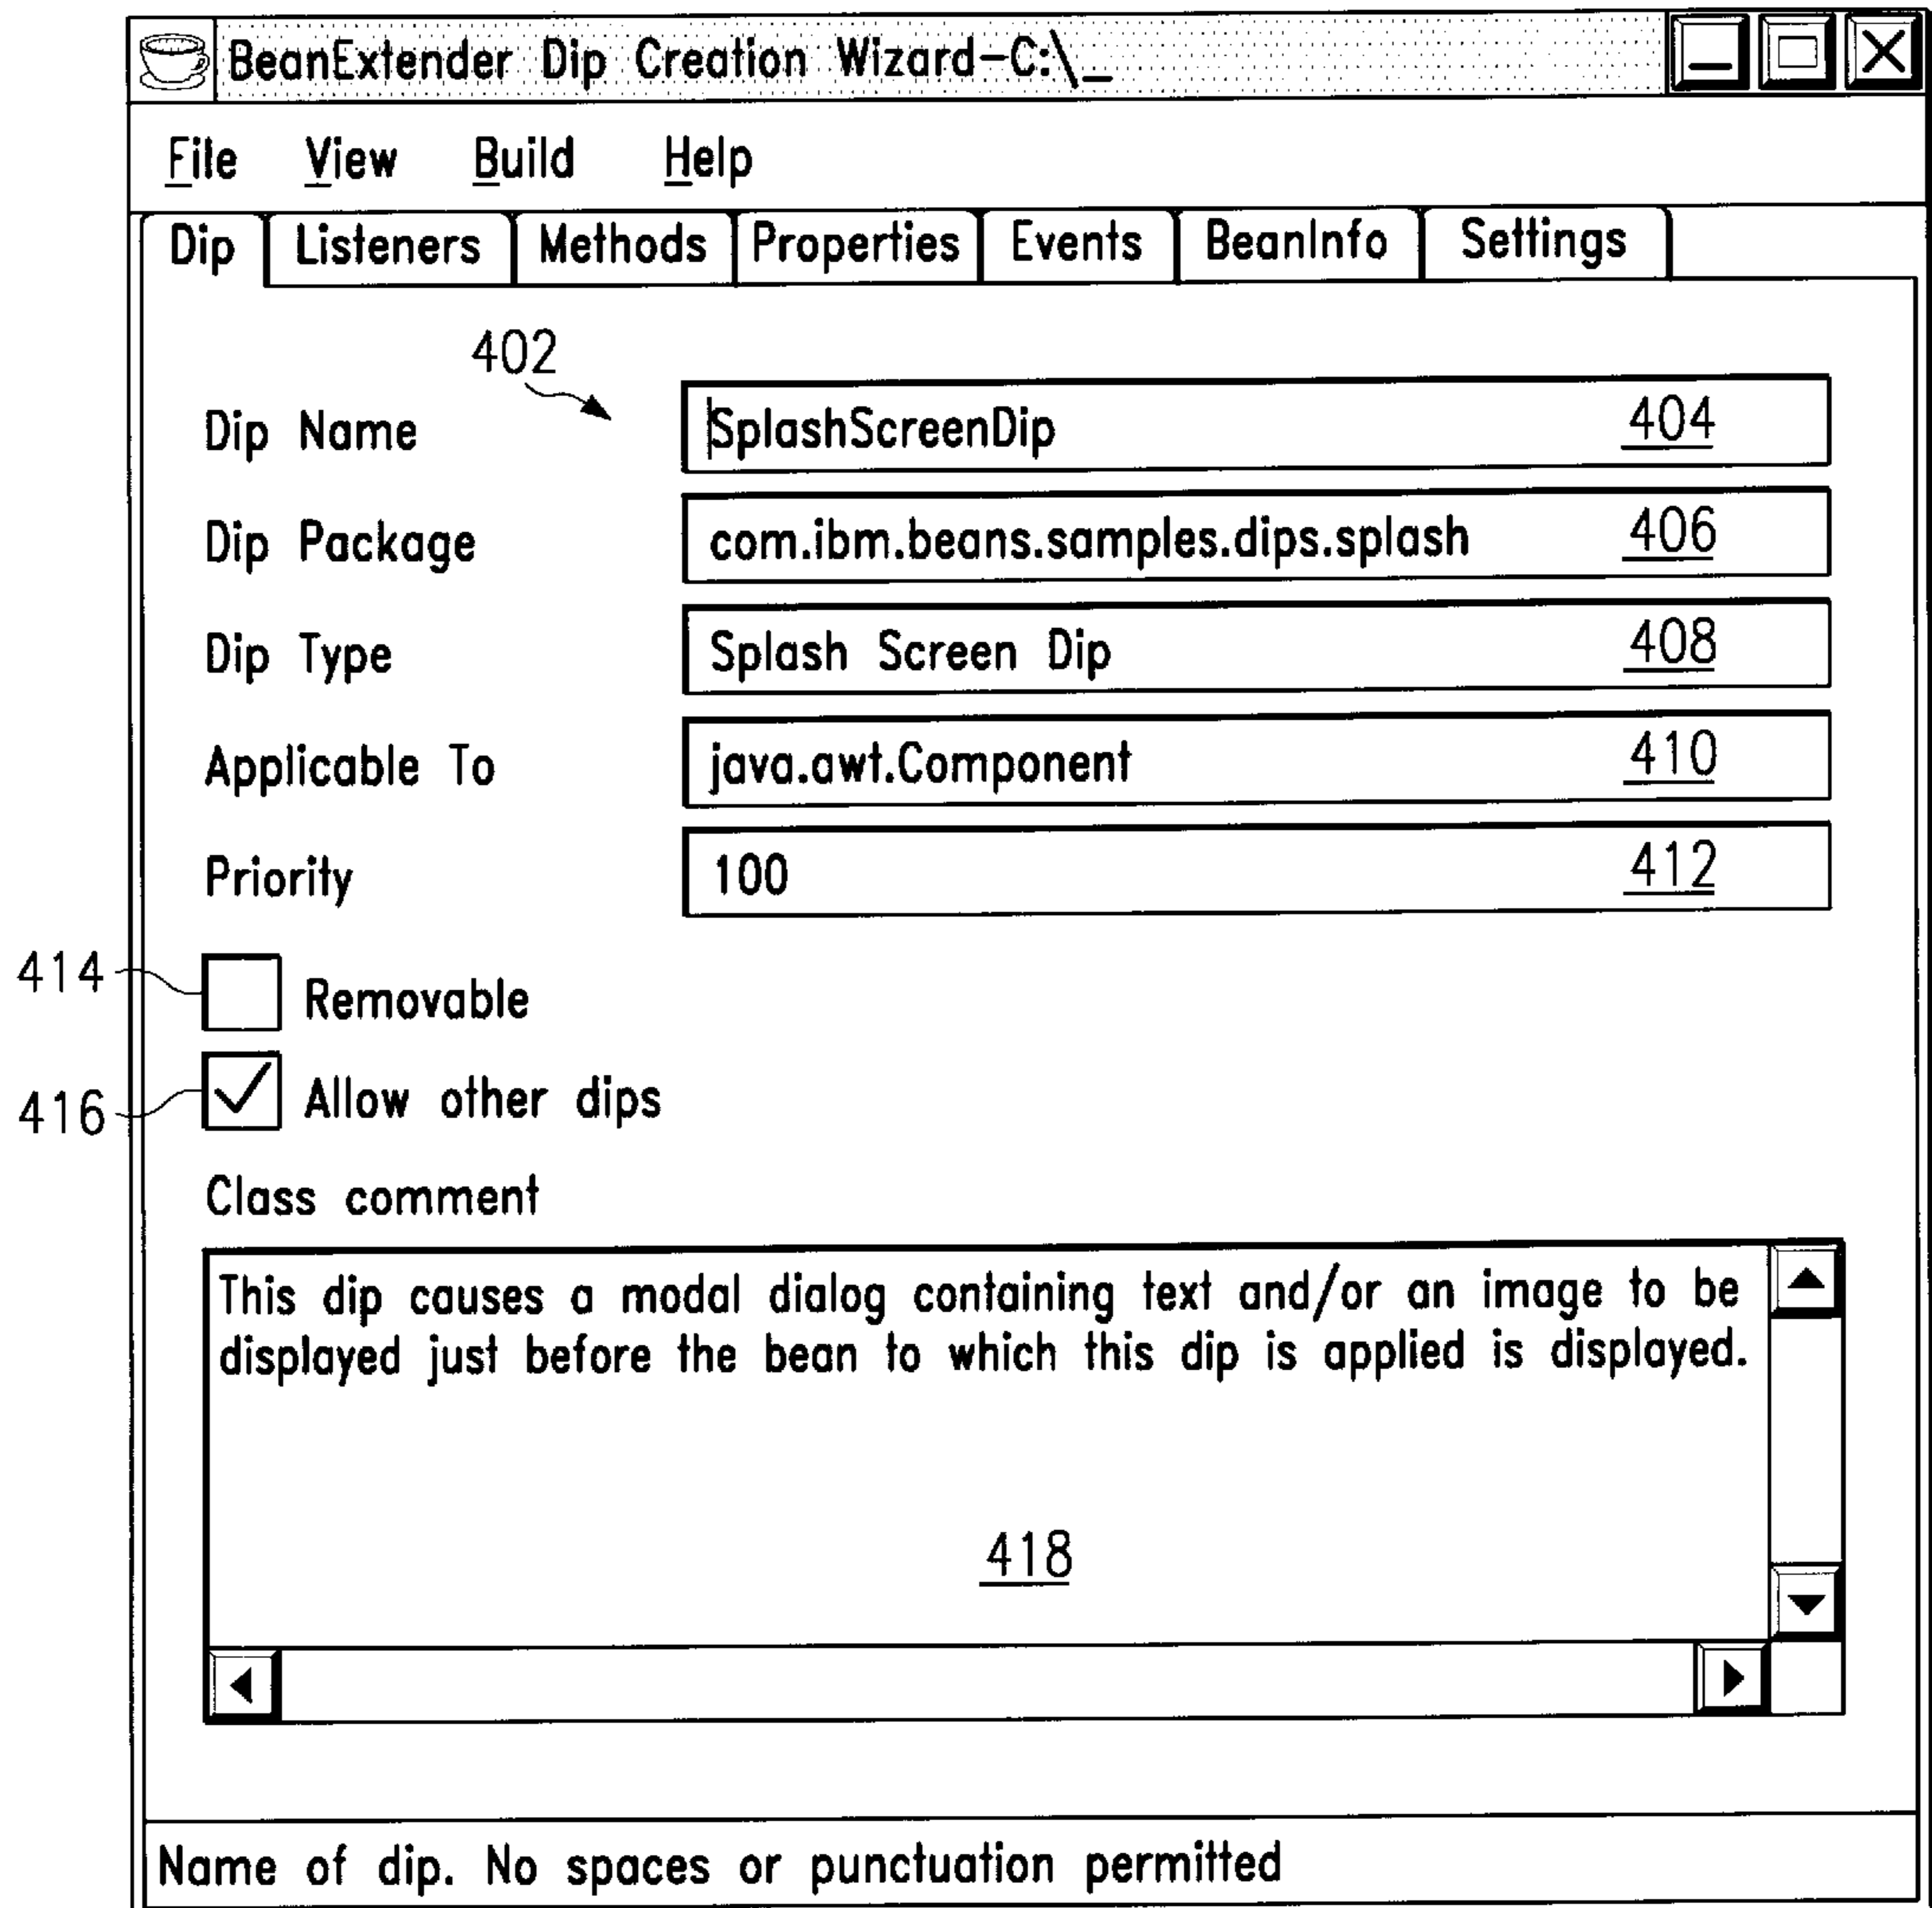 BeanExtender Dip Creation Wizard-C:\_
File View Build Help
Dip Listeners Methods Properties Events BeanInfo Settings
402
Dip Name SplashScreenDip 404
Dip Package com.ibm.beans.samples.dips.splash 406
Dip Type Splash Screen Dip 408
Applicable To java.awt.Component 410
Priority 100 412
414 Removable
416 Allow other dips
Class comment
This dip causes a modal dialog containing text and/or an image to be
displayed just before the bean to which this dip is applied is displayed.
418
Name of dip. No spaces or punctuation permitted